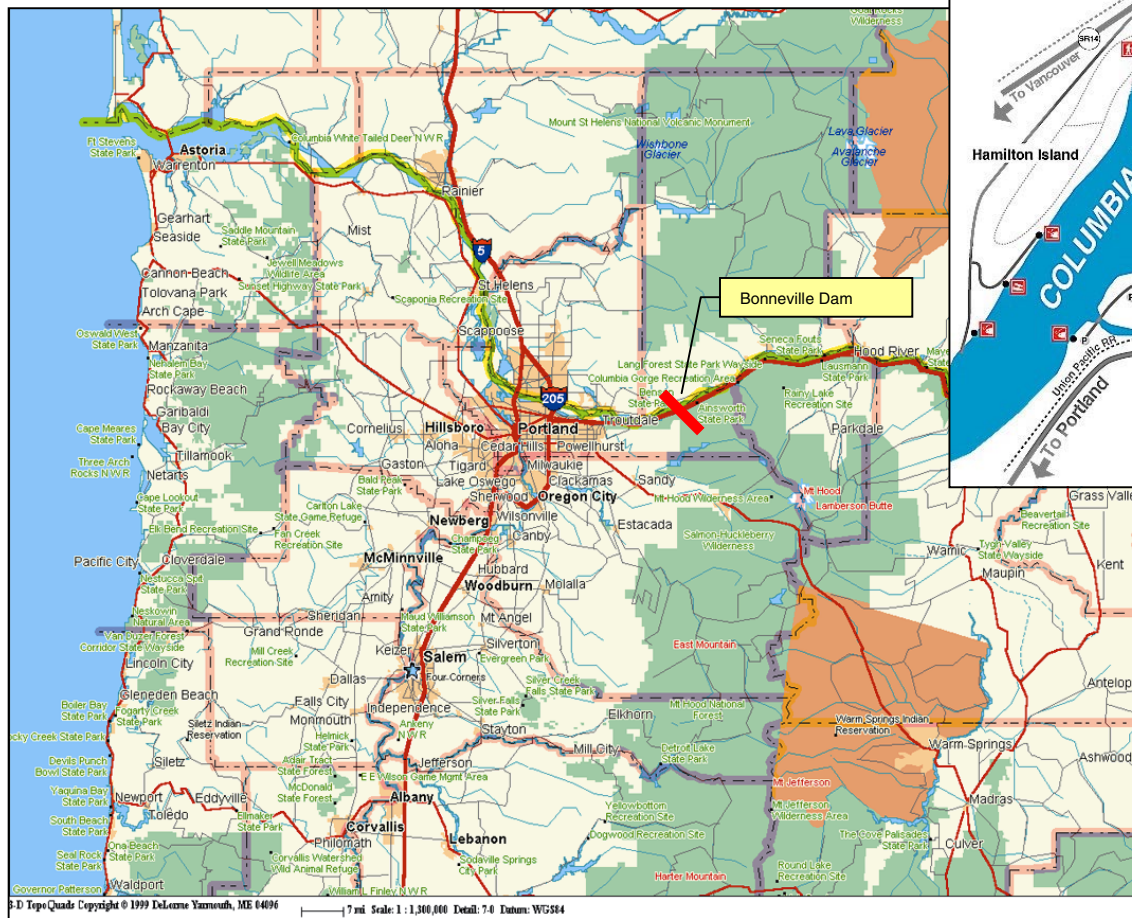 Goat Rocks
Wilderness
SR14
To Vancouver
Mount St Helens National Volcanic Monument
Columbia White Tailed Deer N W R
Lava Glacier
Avalanche
Glacier
Wishbone
Glacier
Ft Stevens
State Park
Astoria
Warrenton
Hamilton Island
Rainier
COLUMBIA
Gearhart
Seaside
Saddle Mountain
State Park
Mist
5
Jewell Meadows
Wildlife Area
Cannon Beach
Sunset Highway State Park
Tolovana Park
Arch Cape
Scaponia Recreation Site
St Helens
Bonneville Dam
Oswald West
State Park
Manzanita
Scappoose
P
Nehalem Bay
State Park
Rockaway Beach
Seneca Fouts
State Park
Hood River
Lang Forest State Park Wayside
Columbia Gorge Recreation Area
Lausmann
State Park
Union Pacific RR
To Portland
Garibaldi
Bay City
205
Ainsworth
State Park
Rainy Lake
Recreation Site
Cape Meares
State Park
Cornelius
Hillsboro
Portland
Troutdale
Parkdale
Aloha
Cedar Hills
Powellhurst
Tillamook
Three Arch
Rocks N W R
Netarts
Gaston
Tigard
Milwaukie
Lake Oswego
Clackamas
Sandy
Bald Peak
State Park
Sherwood
Oregon City
Mt Hood Wilderness Area
Mt Hood
Lamberson Butte
Cape Lookout
State Park
Carlton Lake
State Game Refuge
Newberg
Wilsonville
Estacada
Grass Valley
Beavertail
Recreation Site
Elk Bend Recreation Site
Fan Creek
Recreation Site
Champoeg
State Park
Canby
Salmon-Huckleberry
Wilderness
Wamic
Tygh Valley
State Wayside
Kent
Pacific City
Cloverdale
McMinnville
Hubbard
Woodburn
Molalla
Maupin
Nestucca Spit
State Park
Amity
Neskowin
Natural Area
Sheridan
Maud Williamson
State Park
Mt Angel
Van Duzer Forest
Corridor State Wayside
Grand Ronde
Keizer
Silverton
East Mountain
Mill Creek
Recreation Site
Salem
Evergreen Park
Lincoln City
Dallas
Four Corners
Gleneden Beach
Falls City
Independence
Silver Creek
Falls State Park
Silver Falls
State Park
Mt Hood National
Forest
Antelop
Boiler Bay
State Park
Fogarty Creek
State Park
Monmouth
Elkhorn
Siletz Indian
Reservation
Helmick
State Park
Ankeny
N W R
Stayton
Warm Springs Indian
Reservation
ocky Creek State Park
Mill City
Warm Springs
Ashwood
Devils Punch
Bowl State Park
Siletz
Adair Tract
State Forest
Jefferson
Detroit Lake
State Park
E E Wilson Game Mgmt Area
Mt Jefferson
Yaquina Bay
State Park
Newport
Eddyville
McDonald
State Forest
Albany
Madras
Toledo
Yellowbottom
Recreation Site
Mt Jefferson
Wilderness Area
South Beach
State Park
Ellmaker
State Park
Corvallis
Lebanon
Dogwood Recreation Site
The Cove Palisades
State Park
Culver
Ona Beach
State Park
Philomath
Seal Rock
State Park
Corvallis Watershed
Wild Animal Refuge
Sodaville Springs
City Park
Round Lake
Recreation Site
Waldport
Harter Mountain
Governor Patterson
William L Finley N W R
3-D TopoQuads Copyright © 1999 DeLorme Yarmouth, ME 04096
7 mi Scale: 1 : 1,300,000 Detail: 7-0 Datum: WGS84